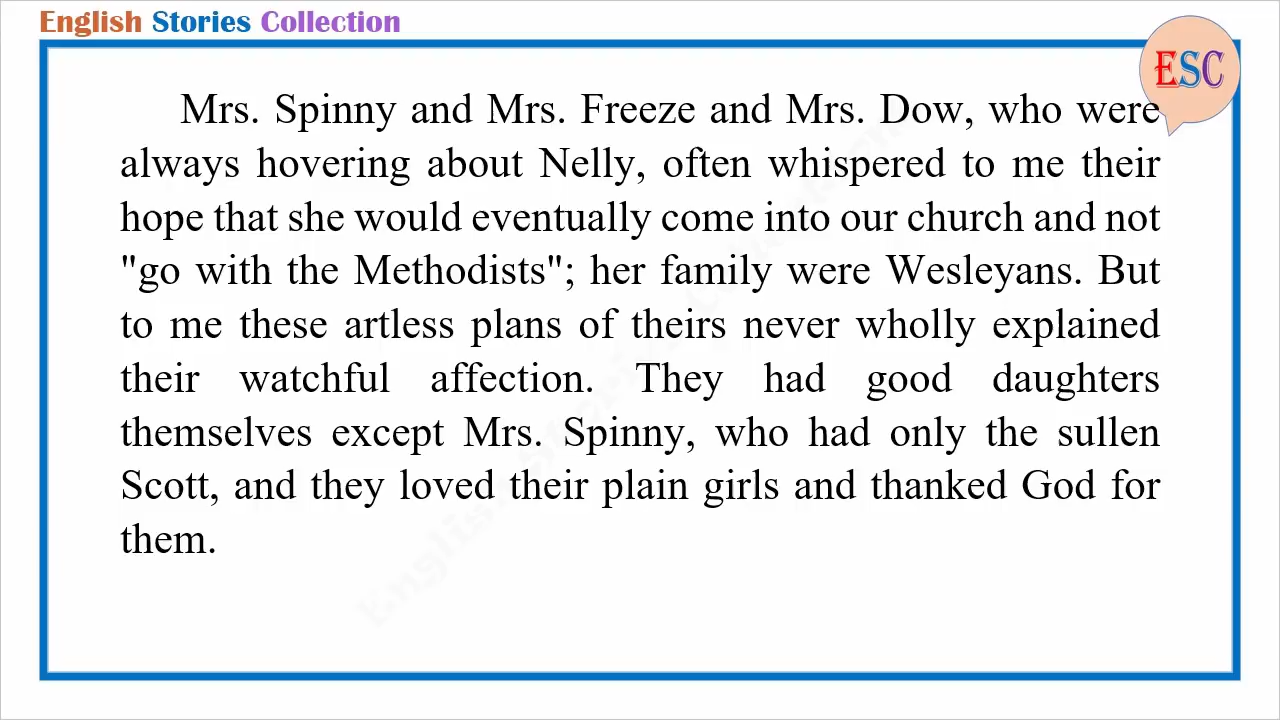 English Stories Collection
ESC
Mrs. Spinny and Mrs. Freeze and Mrs. Dow, who were
always hovering about Nelly, often whispered to me their
hope that she would eventually come into our church and not
"go with the Methodists"; her family were Wesleyans. But
to me these artless plans of theirs never wholly explained
their watchful affection. They had good daughters
themselves except Mrs. Spinny, who had only the sullen
Scott, and they loved their plain girls and thanked God for
them.
English Stories Collection